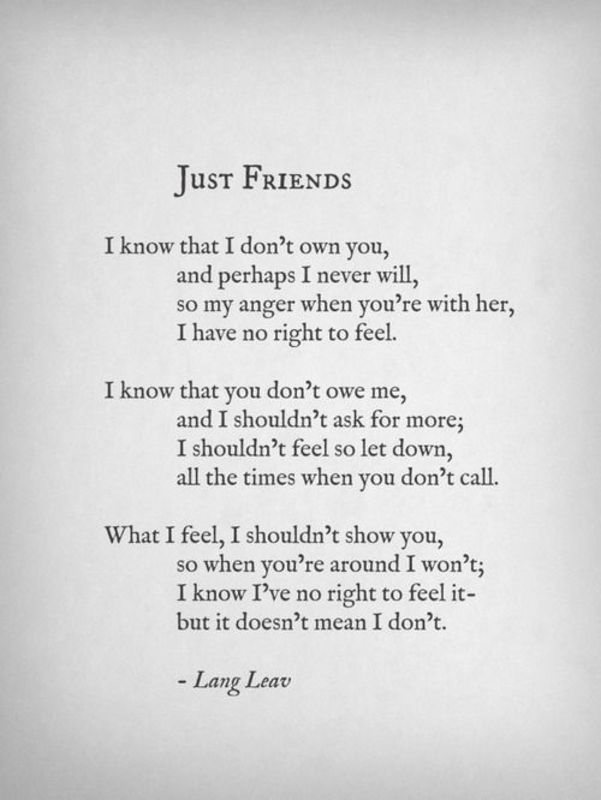 JUST FRIENDS
I know that I don't own you,
and perhaps I never will,
so my anger when you're with her,
I have no right to feel.
I know that you don't owe me,
and I shouldn't ask for more;
I shouldn't feel so let down,
all the times when you don't call.
What I feel, I shouldn't show you,
so when you're around I won't;
I know I've no right to feel it-
but it doesn't mean I don't.
- Lang Leav